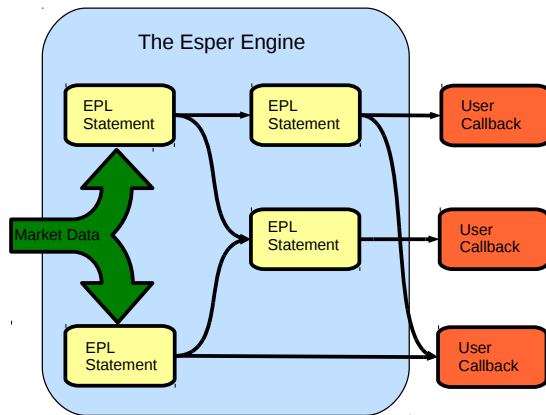 The Esper Engine
EPL
Statement
EPL
Statement
User
Callback
Market Data
EPL
Statement
User
Callback
EPL
Statement
User
Callback